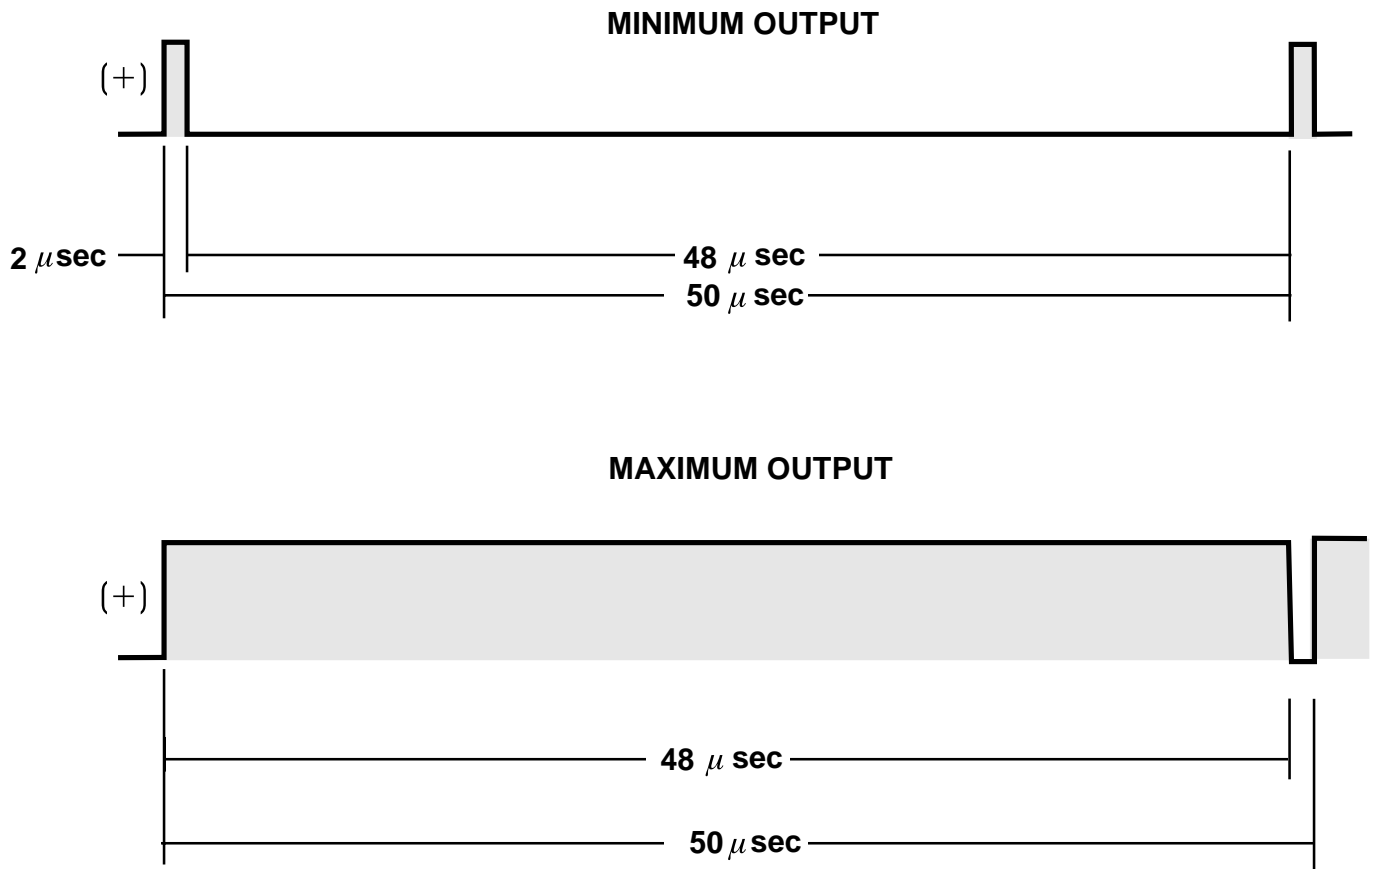 MINIMUM OUTPUT
(+)
2 μsec
48 μ sec
50 μ sec
MAXIMUM OUTPUT
(+)
48 μ sec
50 μ sec